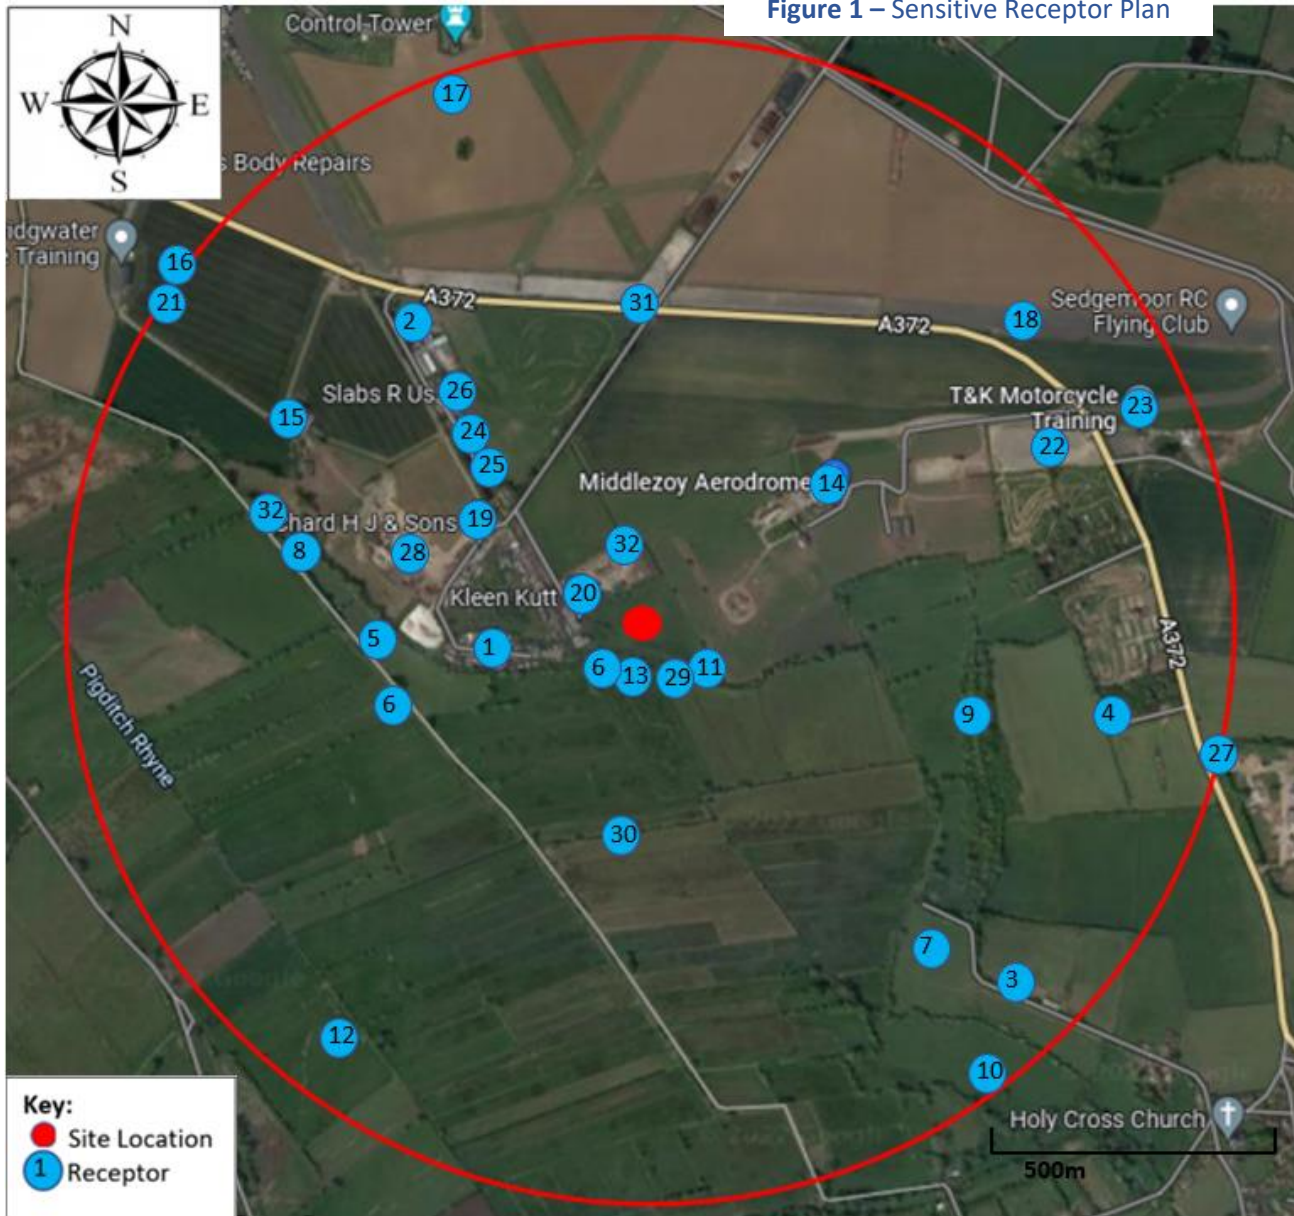 Figure 1 – Sensitive Receptor Plan
Control Tower
N
W
E
S
17
s Body Repairs
idgwater
Training
16
21
A372
31
2
A372
18
Sedgemoor RC
Flying Club
Slabs R Us
26
T&K Motorcycle
Training
23
15
24
22
25
Middlezoy Aerodrome
14
32
chard H J & Sons
19
8
28
32
Kleen Kutt
20
5
1
A372
6
13
29
11
6
9
4
Pigditch Rhyne
27
30
7
3
12
10
Key:
Site Location
1
Receptor
Holy Cross Church
500m